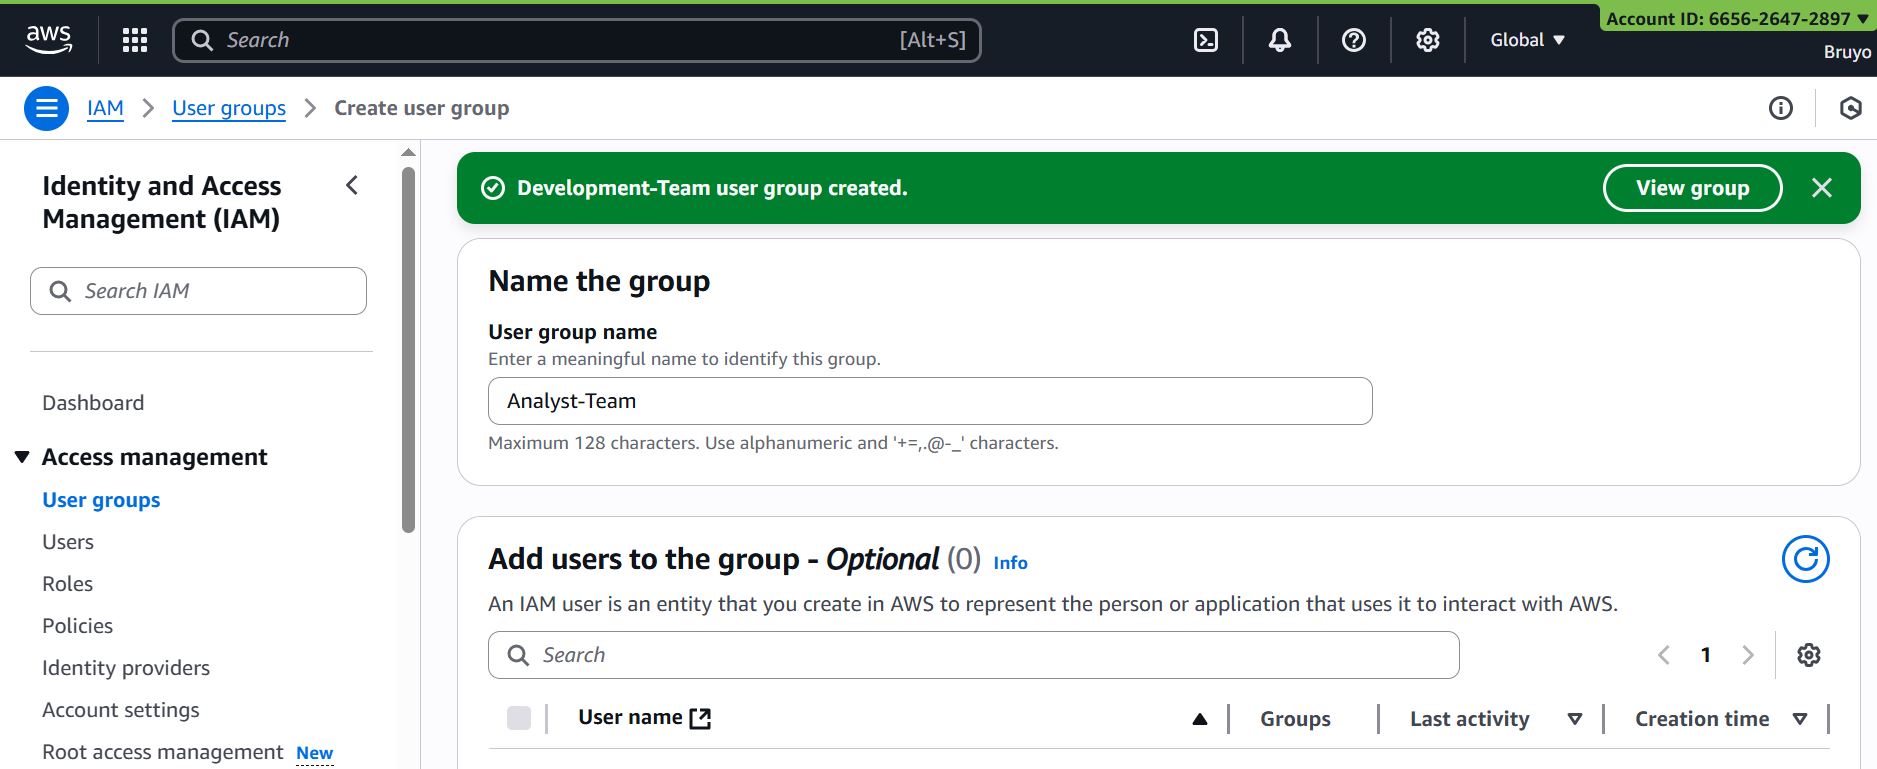 aws
Search
[Alt+S]
Global
Account ID: 6656-2647-2897
Bruyo
IAM
User groups
Create user group
Identity and Access
Management (IAM)
Search IAM
Dashboard
Access management
User groups
Users
Roles
Policies
Identity providers
Account settings
Root access management New
Development-Team user group created.
View group
Name the group
User group name
Enter a meaningful name to identify this group.
Analyst-Team
Maximum 128 characters. Use alphanumeric and '+=,.@-_' characters.
Add users to the group - Optional (0) Info
An IAM user is an entity that you create in AWS to represent the person or application that uses it to interact with AWS.
Search
1
User name
Groups
Last activity
Creation time